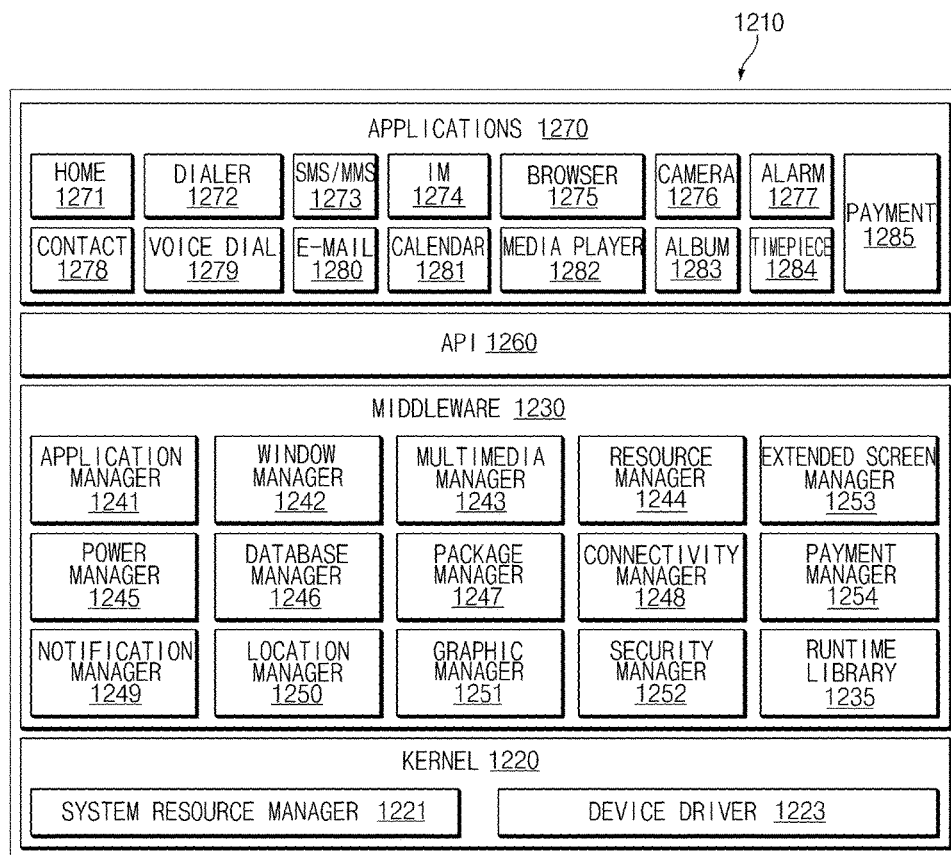 1210
APPLICATIONS 1270
HOME
1271
DIALER
1272
SMS/MMS
1273
IM
1274
BROWSER
1275
CAMERA
1276
ALARM
1277
PAYMENT
1285
CONTACT
1278
VOICE DIAL
1279
E-MAIL
1280
CALENDAR
1281
MEDIA PLAYER
1282
ALBUM
1283
TIMEPIECE
1284
API 1260
MIDDLEWARE 1230
APPLICATION
MANAGER
1241
WINDOW
MANAGER
1242
MULTIMEDIA
MANAGER
1243
RESOURCE
MANAGER
1244
EXTENDED SCREEN
MANAGER
1253
POWER
MANAGER
1245
DATABASE
MANAGER
1246
PACKAGE
MANAGER
1247
CONNECTIVITY
MANAGER
1248
PAYMENT
MANAGER
1254
NOTIFICATION
MANAGER
1249
LOCATION
MANAGER
1250
GRAPHIC
MANAGER
1251
SECURITY
MANAGER
1252
RUNTIME
LIBRARY
1235
KERNEL 1220
SYSTEM RESOURCE MANAGER 1221
DEVICE DRIVER 1223